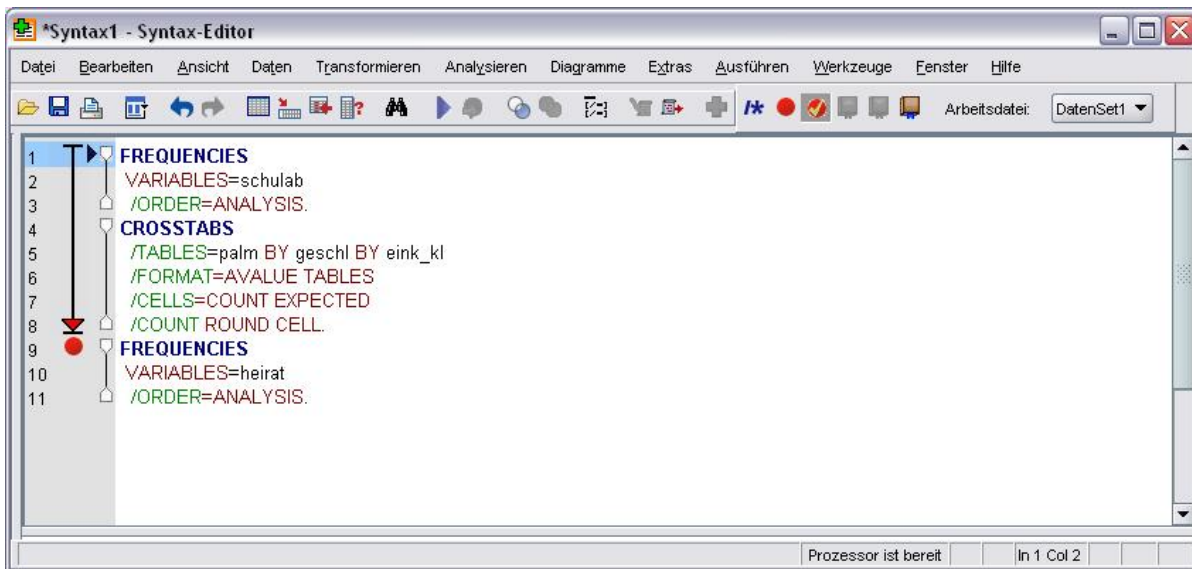 *Syntax1 - Syntax-Editor
Datei Bearbeiten Ansicht Daten Transformieren Analysieren Diagramme Extras Ausführen Werkzeuge Fenster Hilfe
Arbeitsdatei: DatenSet1
1 FREQUENCIES
2 VARIABLES=schulab
3 /ORDER=ANALYSIS.
4 CROSSTABS
5 /TABLES=palm BY geschl BY eink_kl
6 /FORMAT=AVALUE TABLES
7 /CELLS=COUNT EXPECTED
8 /COUNT ROUND CELL.
9 FREQUENCIES
10 VARIABLES=heirat
11 /ORDER=ANALYSIS.
Prozessor ist bereit In 1 Col 2